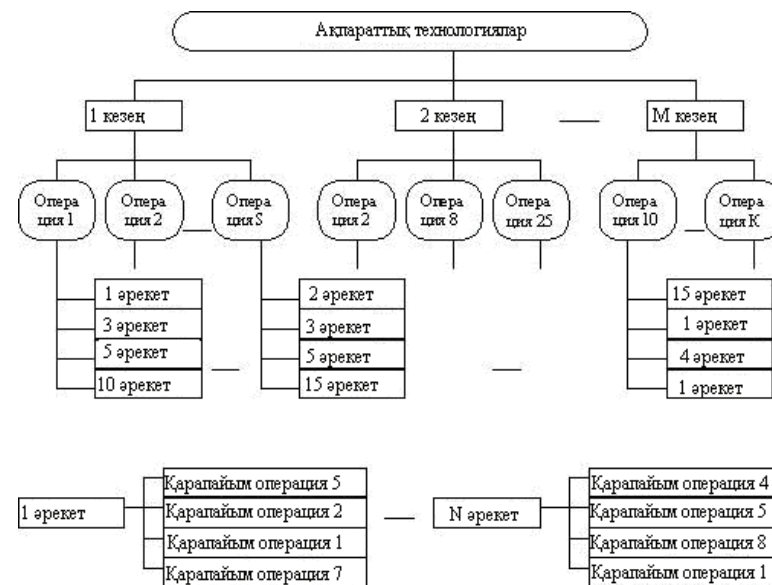 Ақпараттық технологиялар
1 кезең
2 кезең
М кезең
Опера
ция 1
Опера
ция 2
Опера
ция S
Опера
ция 2
Опера
ция 8
Опера
ция 25
Опера
ция 10
Опера
ция К
1 әрекет
3 әрекет
5 әрекет
10 әрекет
2 әрекет
3 әрекет
5 әрекет
15 әрекет
15 әрекет
1 әрекет
4 әрекет
1 әрекет
1 әрекет
Қарапайым операция 5
Қарапайым операция 2
Қарапайым операция 1
Қарапайым операция 7
N әрекет
Қарапайым операция 4
Қарапайым операция 5
Қарапайым операция 8
Қарапайым операция 1